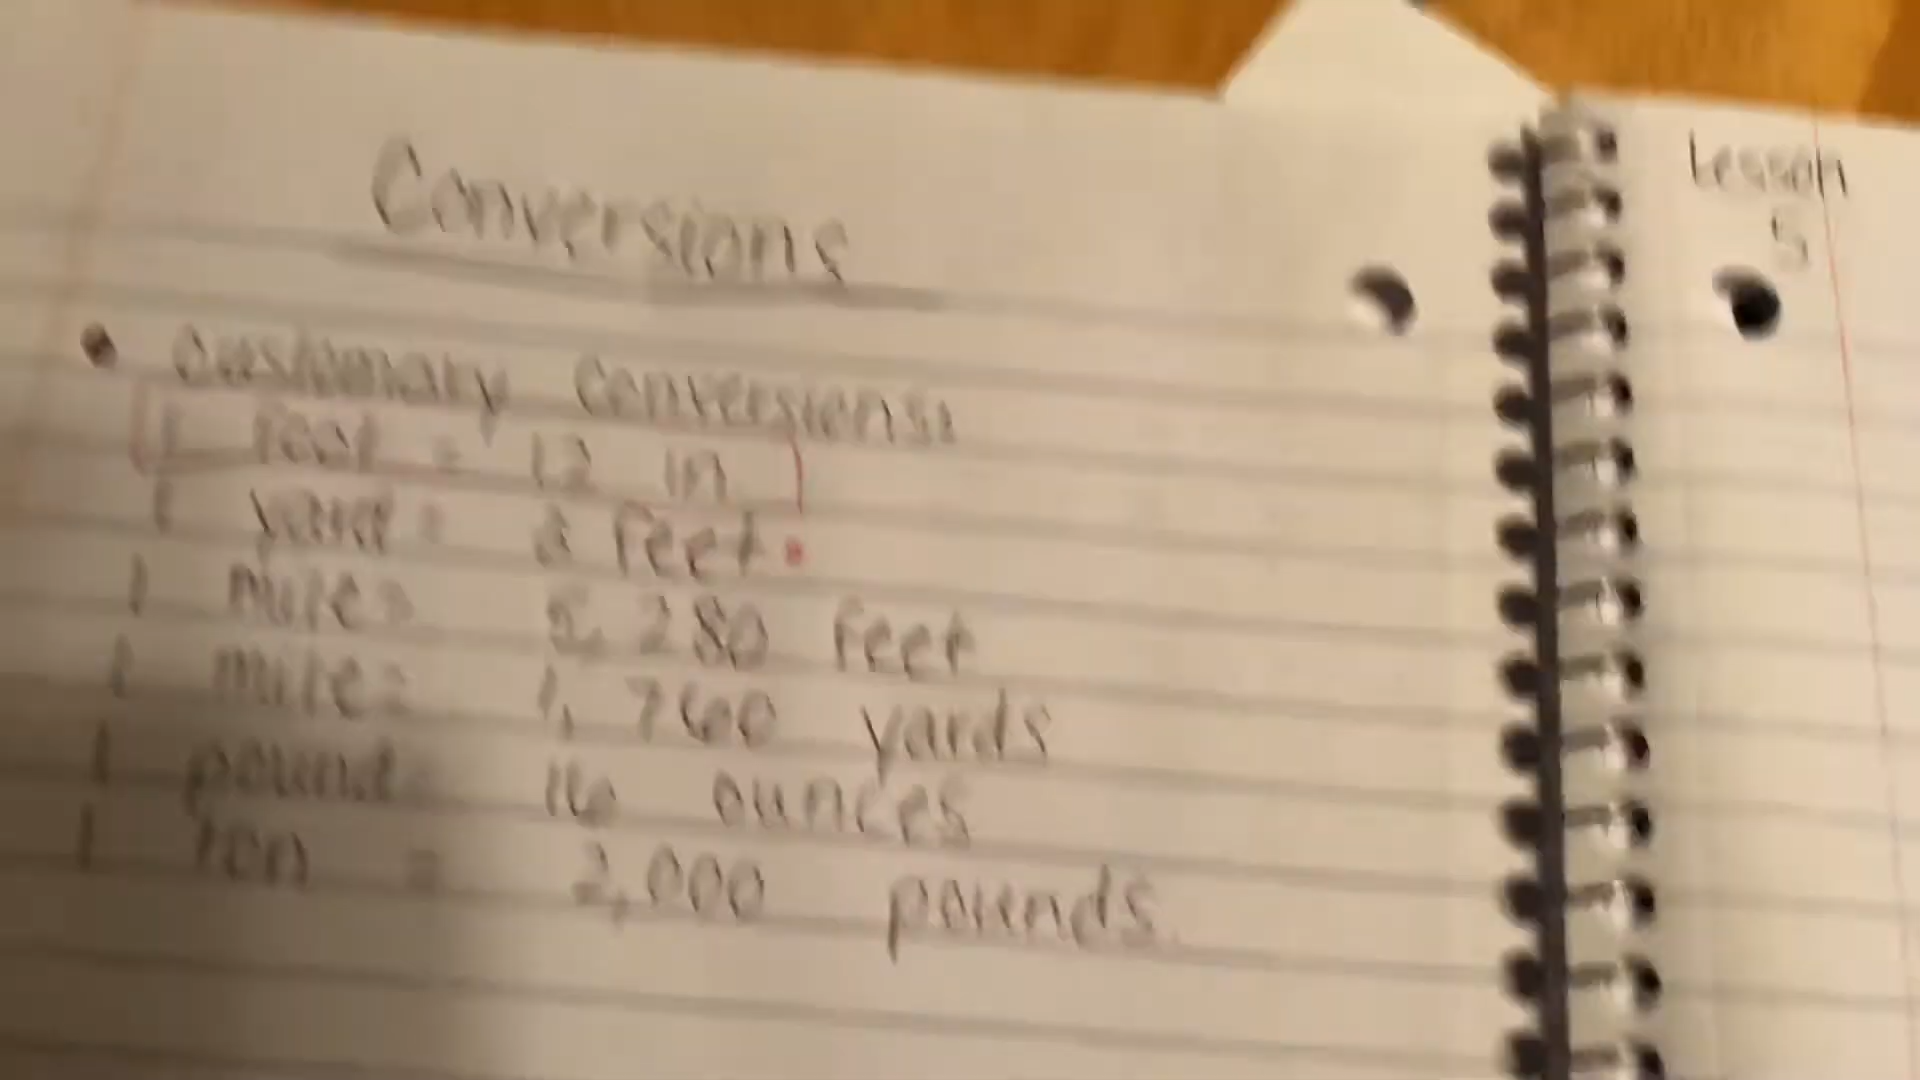 Conversions
• Customary Conversions:
1 foot = 12 in
1 yard = 3 feet
1 mile = 5,280 feet
1 mile = 1,760 yards
1 pound = 16 ounces
1 ton = 2,000 pounds.
Lesson
5